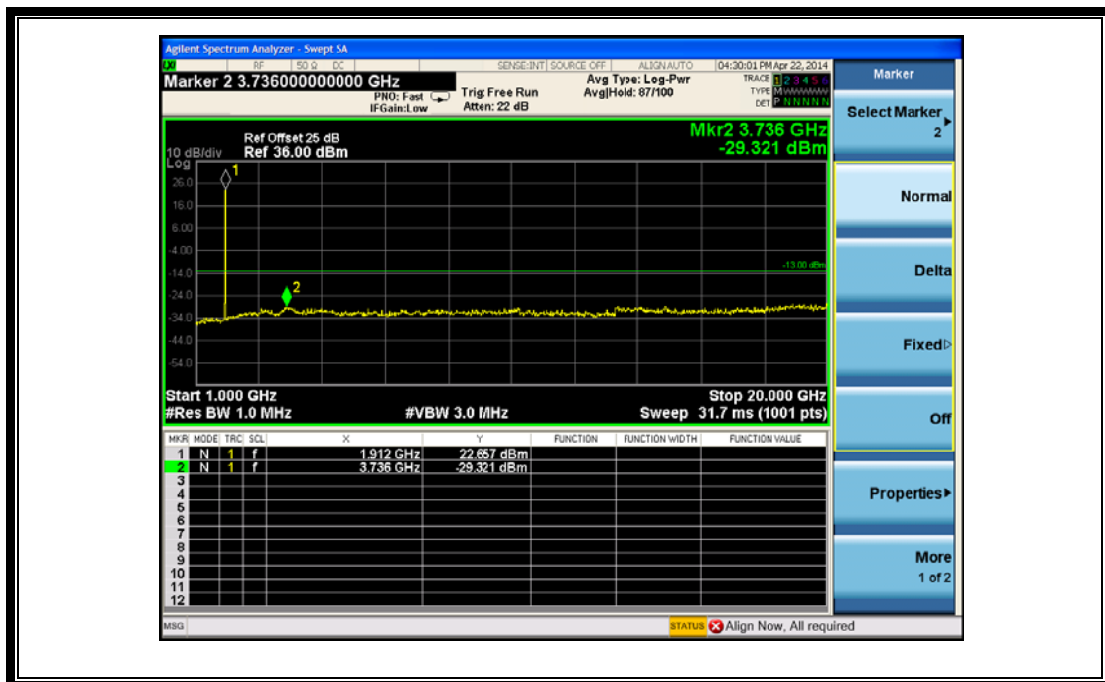 Agilent Spectrum Analyzer - Swept SA
RF 50 Ω DC SENSE:INT SOURCE OFF ALIGN AUTO 04:30:01 PM Apr 22, 2014
Marker 2 3.736000000000 GHz
PNO: Fast
IFGain:Low
Trig: Free Run
Atten: 22 dB
Avg Type: Log-Pwr
Avg|Hold: 87/100
TRACE 1 2 3 4 5 6
TYPE MWWWWW
DET P N N N N N
Mkr2 3.736 GHz
-29.321 dBm
Ref Offset 25 dB
10 dB/div Ref 36.00 dBm
Log
1
26.0
16.0
6.00
-4.00
-13.00 dBm
-14.0
2
-24.0
-34.0
-44.0
-54.0
Start 1.000 GHz Stop 20.000 GHz
#Res BW 1.0 MHz #VBW 3.0 MHz Sweep 31.7 ms (1001 pts)
MKR MODE TRC SCL X Y FUNCTION FUNCTION WIDTH FUNCTION VALUE
1 N 1 f 1.912 GHz 22.657 dBm
2 N 1 f 3.736 GHz -29.321 dBm
3
4
5
6
7
8
9
10
11
12
MSG STATUS Align Now, All required
Marker
Select Marker
2
Normal
Delta
Fixed
Off
Properties
More
1 of 2